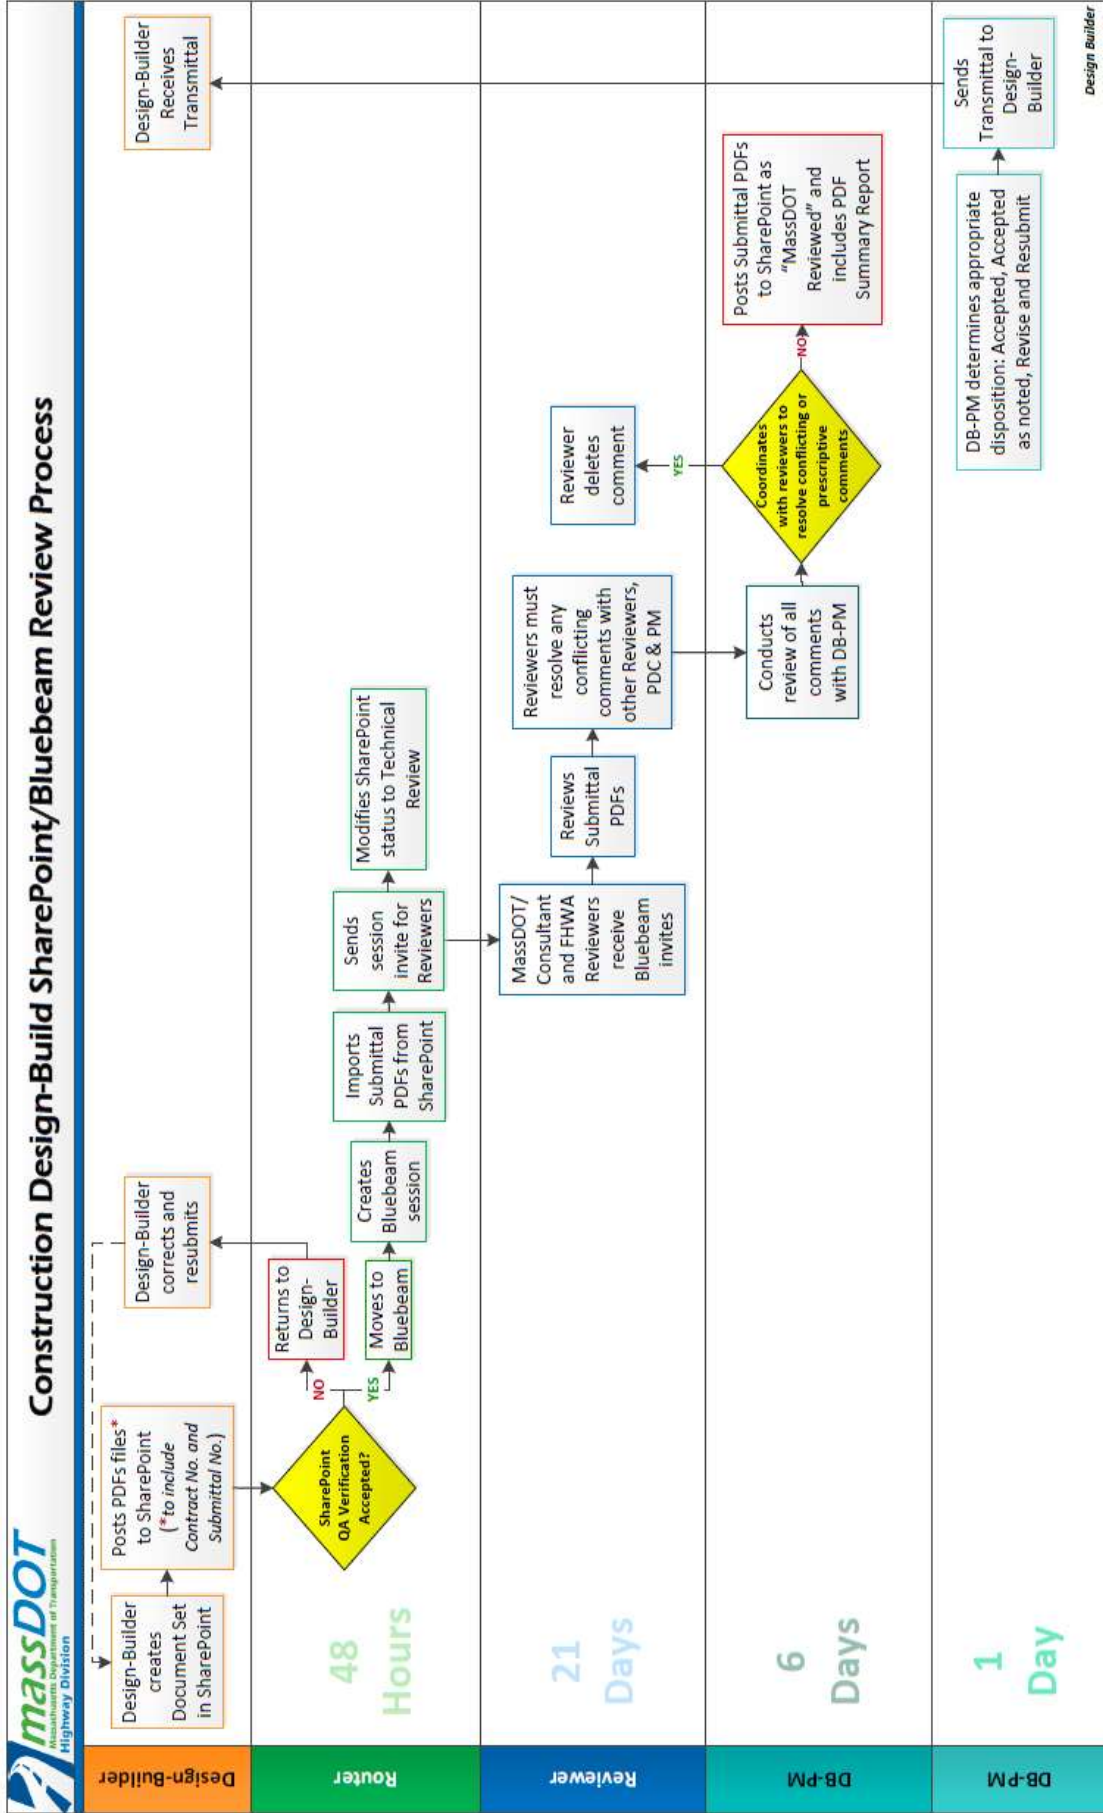 massDOT
Massachusetts Department of Transportation
Highway Division
Construction Design-Build SharePoint/Bluebeam Review Process
Design-Builder
Design-Builder
creates
Document Set
in SharePoint
Posts PDFs files*
to SharePoint
(*to include
Contract No. and
Submittal No.)
Design-Builder
corrects and
resubmits
Design-Builder
Receives
Transmittal
Router
48
Hours
SharePoint
QA Verification
Accepted?
NO
YES
Returns to
Design-
Builder
Moves to
Bluebeam
Creates
Bluebeam
session
Imports
Submittal
PDFs from
SharePoint
Sends
session
invite for
Reviewers
Modifies SharePoint
status to Technical
Review
Reviewer
21
Days
MassDOT/
Consultant
and FHWA
Reviewers
receive
Bluebeam
invites
Reviews
Submittal
PDFs
Reviewers must
resolve any
conflicting
comments with
other Reviewers,
PDC & PM
Reviewer
deletes
comment
DB-PM
6
Days
Conducts
review of all
comments
with DB-PM
YES
Coordinates
with reviewers to
resolve conflicting or
prescriptive
comments
NO
Posts Submittal PDFs
to SharePoint as
"MassDOT
Reviewed" and
includes PDF
Summary Report
DB-PM
1
Day
DB-PM determines appropriate
disposition: Accepted, Accepted
as noted, Revise and Resubmit
Sends
Transmittal to
Design-
Builder
Design Builder